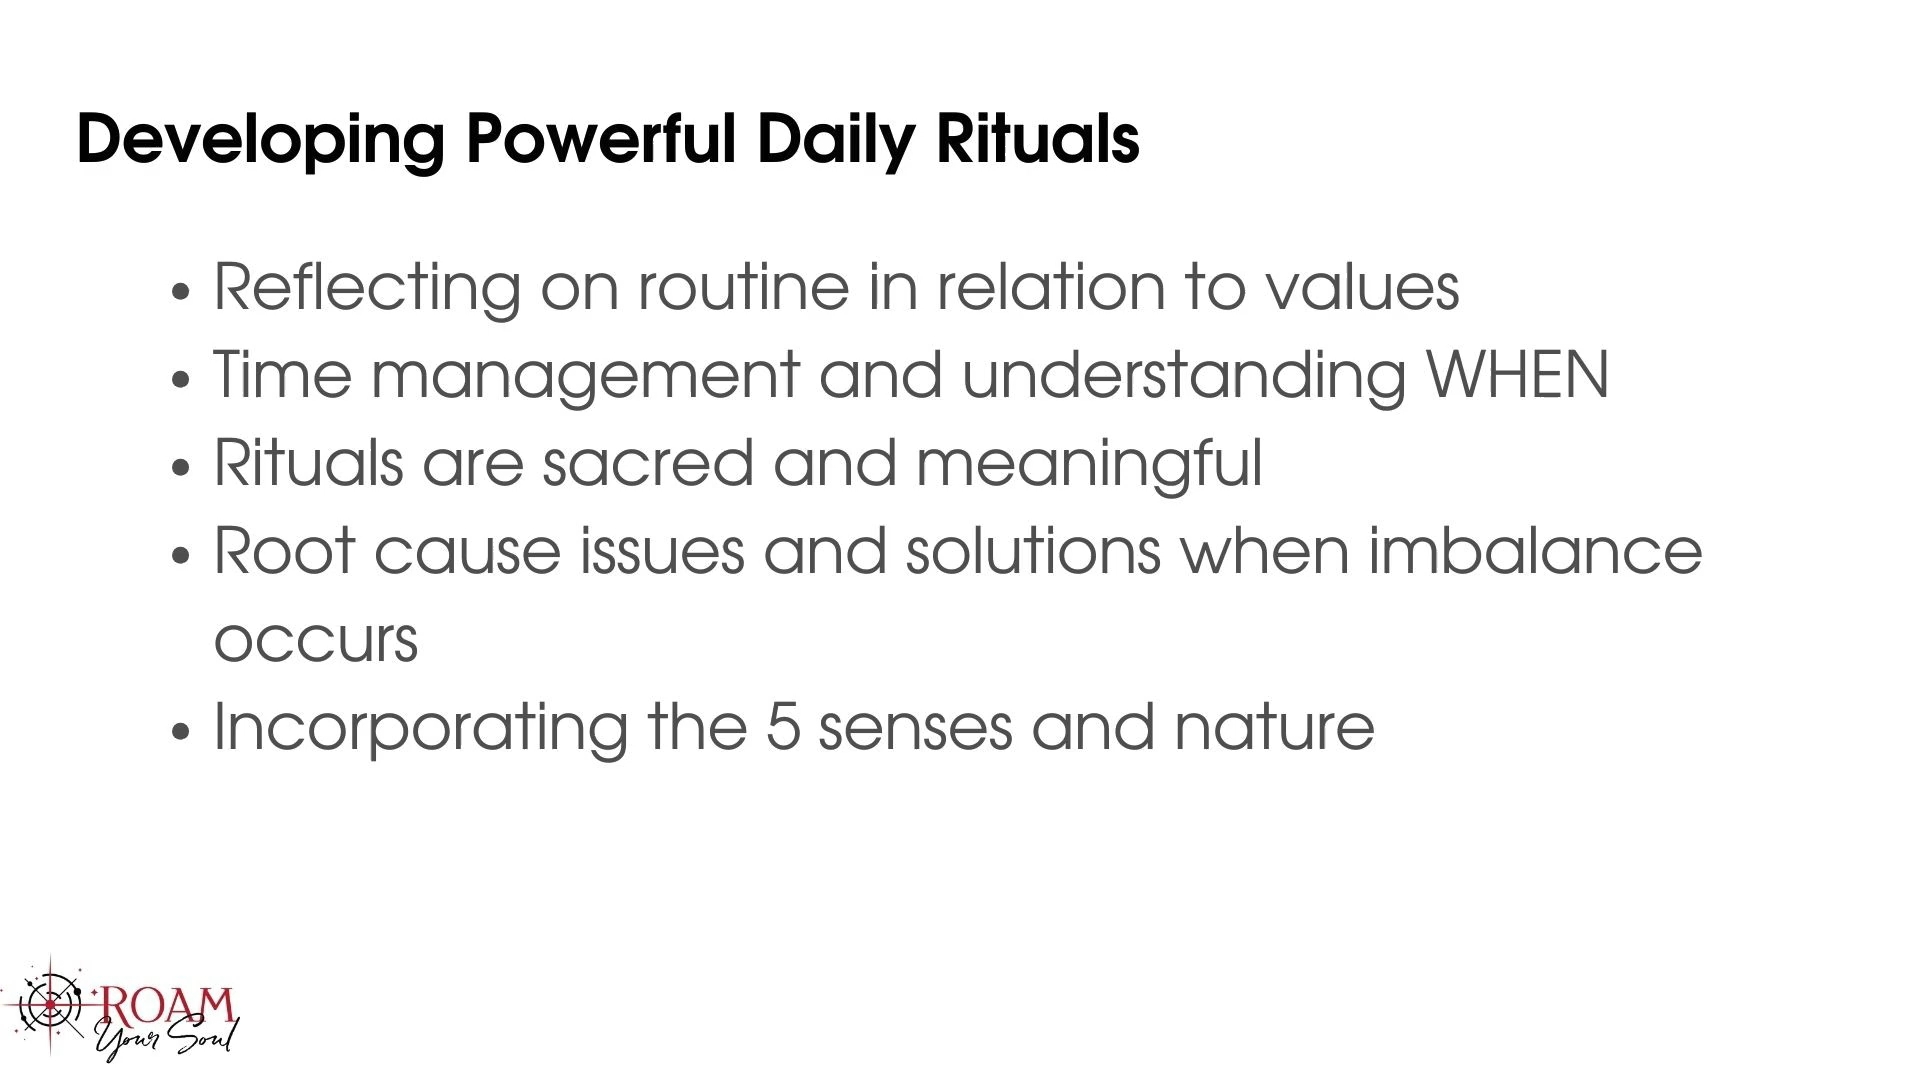 Developing Powerful Daily Rituals
• Reflecting on routine in relation to values
• Time management and understanding WHEN
• Rituals are sacred and meaningful
• Root cause issues and solutions when imbalance
occurs
• Incorporating the 5 senses and nature
ROAM
Your Soul